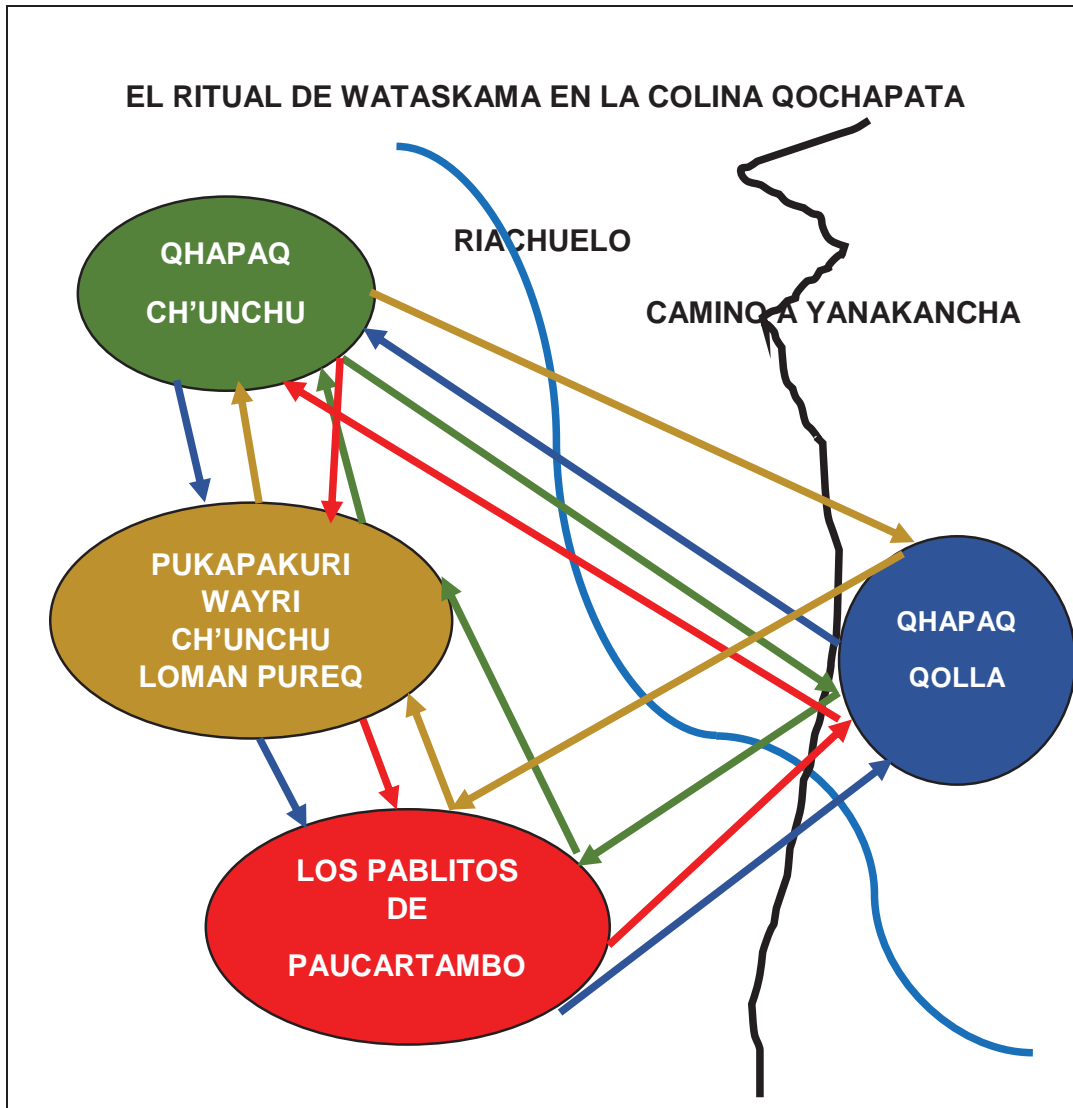 EL RITUAL DE WATASKAMA EN LA COLINA QOCHAPATA
QHAPAQ
CH’UNCHU
RIACHUELO
CAMINO A YANAKANCHA
PUKAPAKURI
WAYRI
CH’UNCHU
LOMAN PUREQ
QHAPAQ
QOLLA
LOS PABLITOS
DE
PAUCARTAMBO